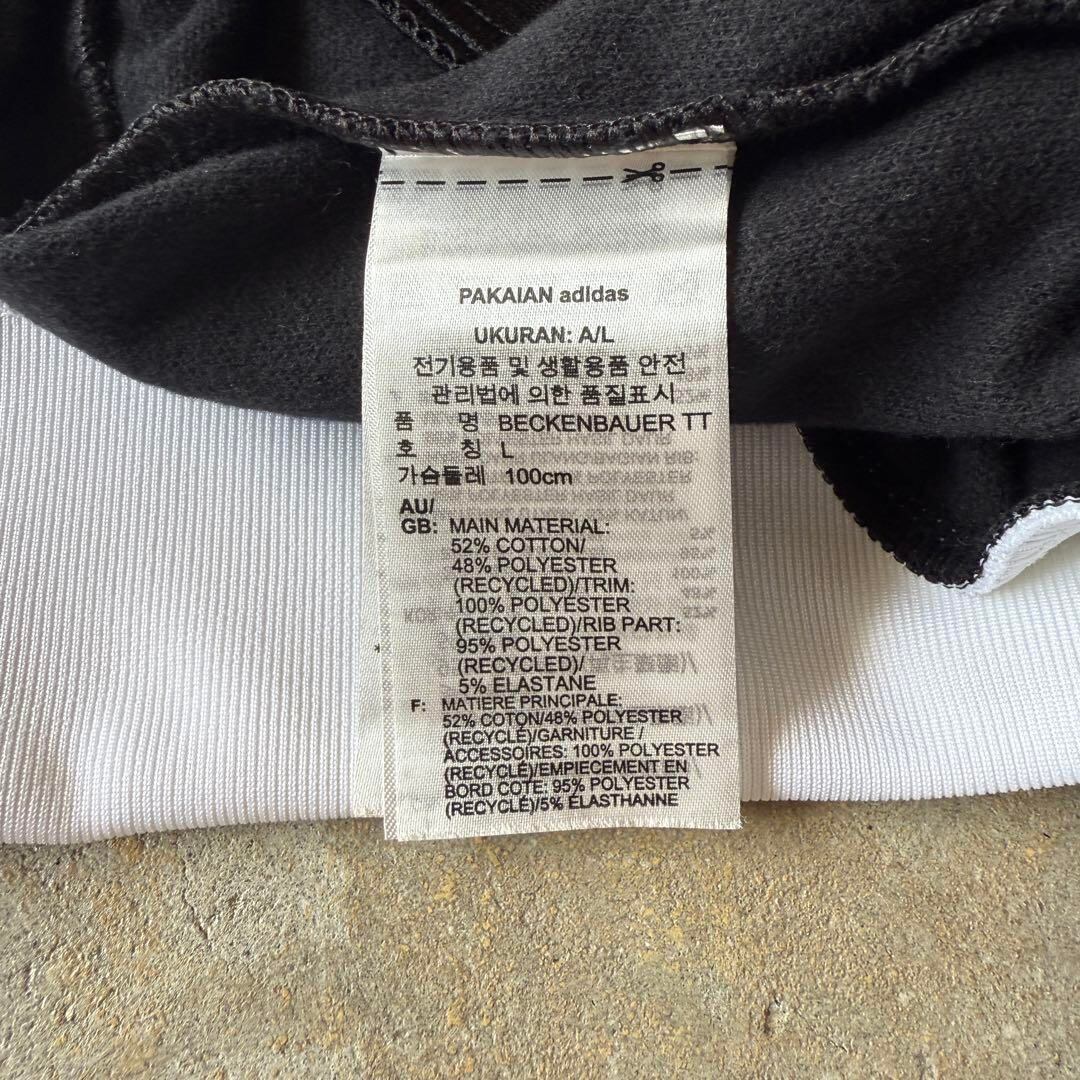 PAKAIAN adidas
UKURAN: A/L
전기용품 및 생활용품 안전
관리법에 의한 품질표시
품 명 BECKENBAUER TT
호 칭 L
가슴둘레 100cm
AU/
GB: MAIN MATERIAL:
52% COTTON/
48% POLYESTER
(RECYCLED)/TRIM:
100% POLYESTER
(RECYCLED)/RIB PART:
95% POLYESTER
(RECYCLED)/
5% ELASTANE
F: MATIERE PRINCIPALE:
52% COTON/48% POLYESTER
(RECYCLÉ)/GARNITURE /
ACCESSOIRES: 100% POLYESTER
(RECYCLÉ)/EMPIECEMENT EN
BORD COTE: 95% POLYESTER
(RECYCLÉ)/5% ÉLASTHANNE